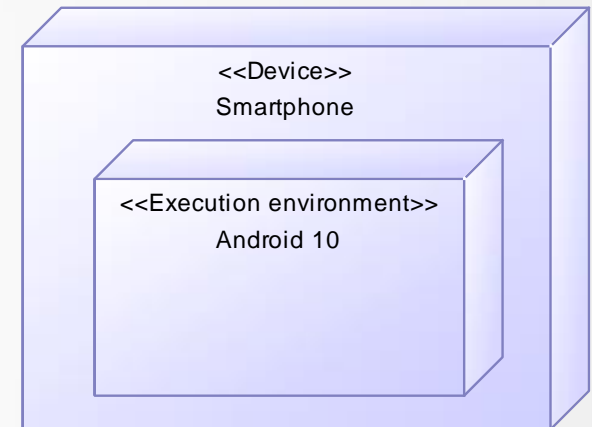 <<Device>>
Smartphone
<<Execution environment>>
Android 10